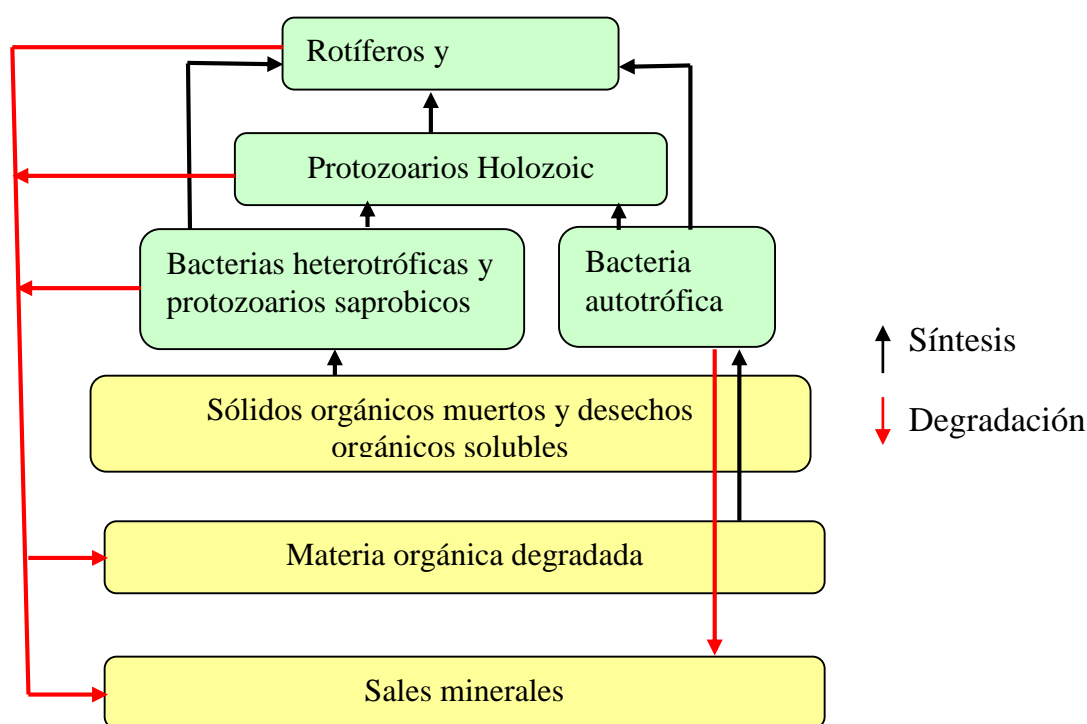 Rotíferos y
Protozoarios Holozoic
Bacterias heterotróficas y
protozoarios saprobicos
Bacteria
autotrófica
Síntesis
Degradación
Sólidos orgánicos muertos y desechos
orgánicos solubles
Materia orgánica degradada
Sales minerales